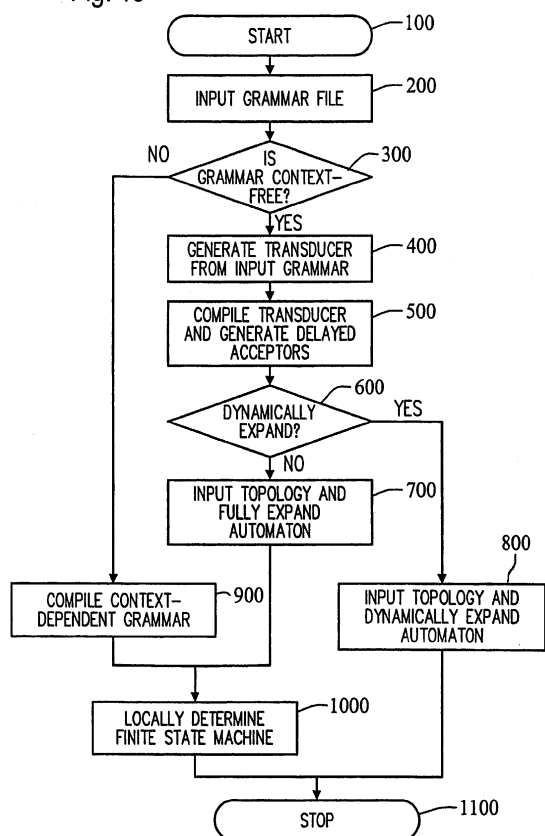 START
100
INPUT GRAMMAR FILE
200
IS
GRAMMAR CONTEXT-
FREE?
300
NO
YES
GENERATE TRANSDUCER
FROM INPUT GRAMMAR
400
COMPILE TRANSDUCER
AND GENERATE DELAYED
ACCEPTORS
500
DYNAMICALLY
EXPAND?
600
YES
NO
INPUT TOPOLOGY AND
FULLY EXPAND
AUTOMATON
700
COMPILE CONTEXT-
DEPENDENT GRAMMAR
900
INPUT TOPOLOGY AND
DYNAMICALLY EXPAND
AUTOMATON
800
LOCALLY DETERMINE
FINITE STATE MACHINE
1000
STOP
1100